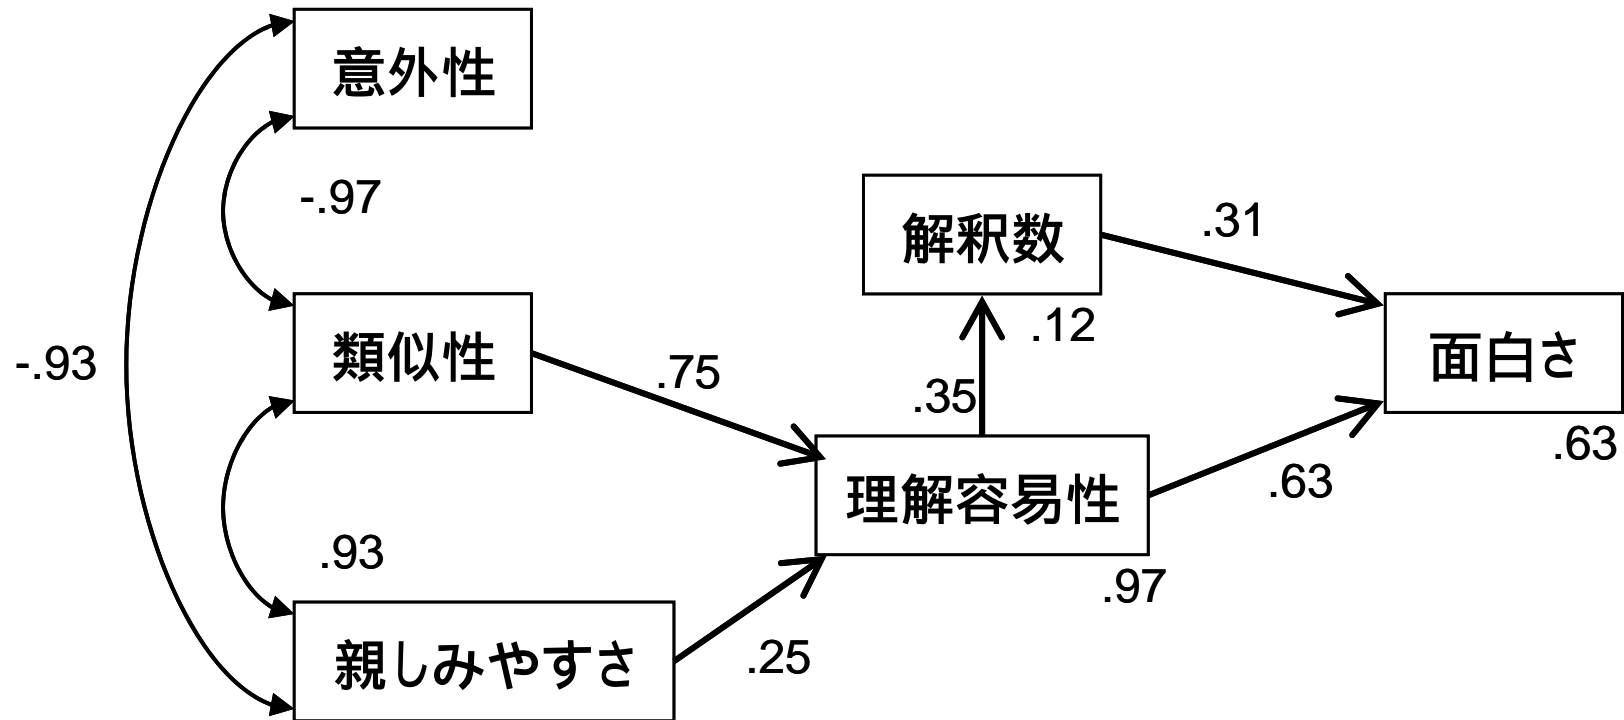 意外性
-.97
解釈数
.31
.12
類似性
-.93
.75
.35
面白さ
.63
理解容易性
.63
.93
.97
親しみやすさ
.25